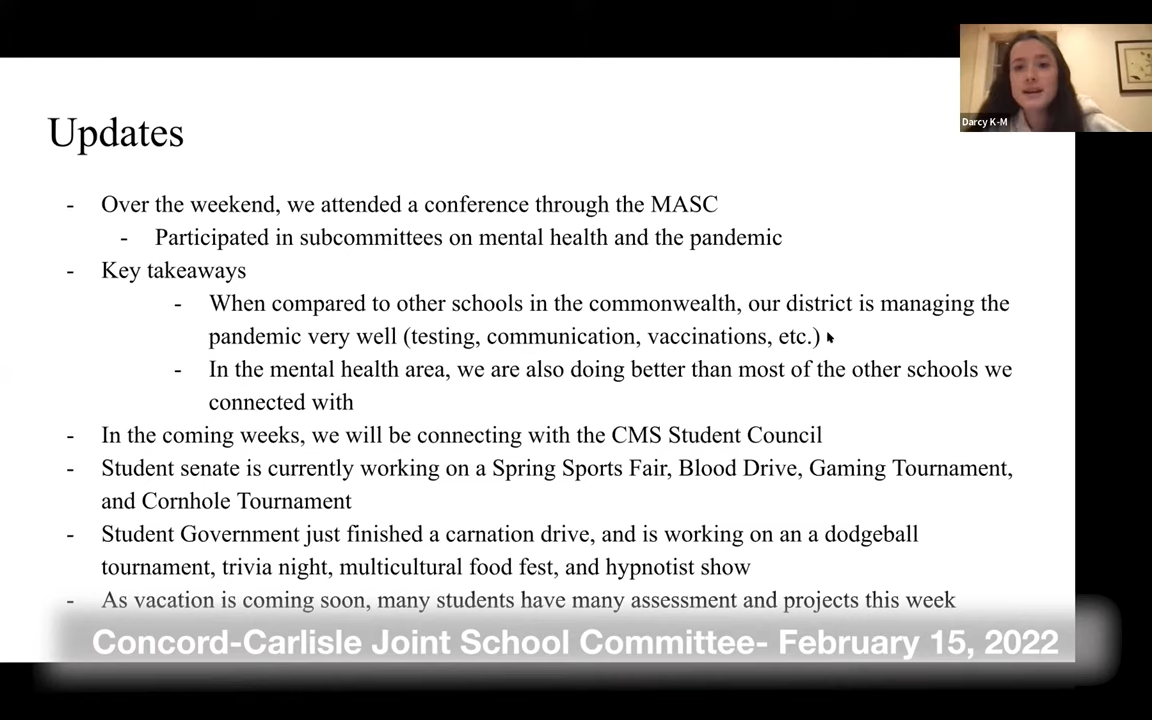 Darcy K-M
Updates
- Over the weekend, we attended a conference through the MASC
- Participated in subcommittees on mental health and the pandemic
- Key takeaways
- When compared to other schools in the commonwealth, our district is managing the
pandemic very well (testing, communication, vaccinations, etc.)
- In the mental health area, we are also doing better than most of the other schools we
connected with
- In the coming weeks, we will be connecting with the CMS Student Council
- Student senate is currently working on a Spring Sports Fair, Blood Drive, Gaming Tournament,
and Cornhole Tournament
- Student Government just finished a carnation drive, and is working on an a dodgeball
tournament, trivia night, multicultural food fest, and hypnotist show
- As vacation is coming soon, many students have many assessment and projects this week
Concord-Carlisle Joint School Committee- February 15, 2022